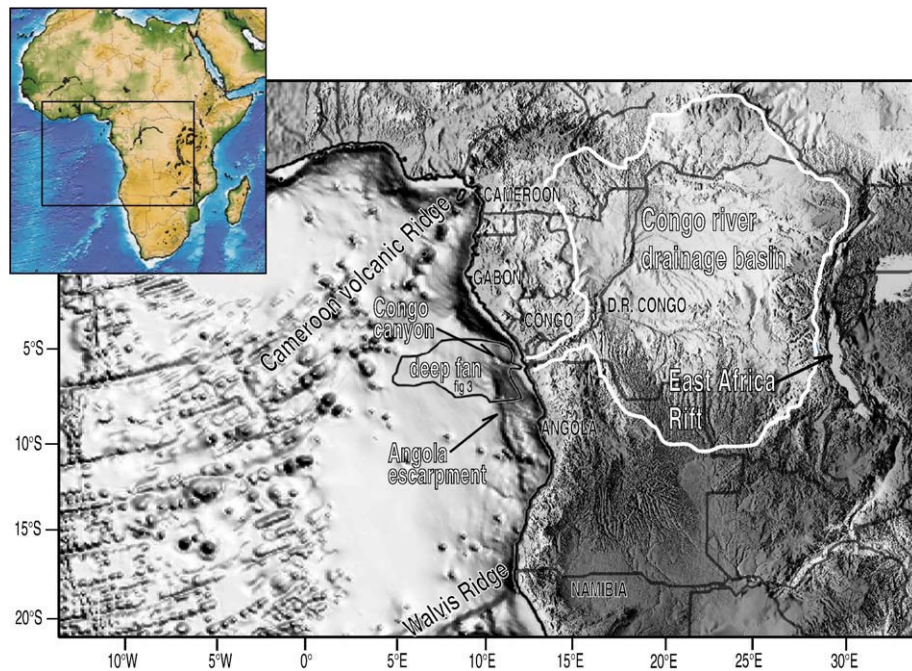 CAMEROON
Cameroon volcanic Ridge
Congo river
drainage basin
GABON
Congo
canyon
CONGO
D.R. CONGO
5°S
deep fan
fig 3
East Africa
Rift
10°S
Angola
escarpment
ANGOLA
15°S
Walvis Ridge
NAMIBIA
20°S
10°W
5°W
0°
5°E
10°E
15°E
20°E
25°E
30°E